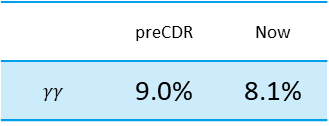 preCDR Now
γγ 9.0% 8.1%